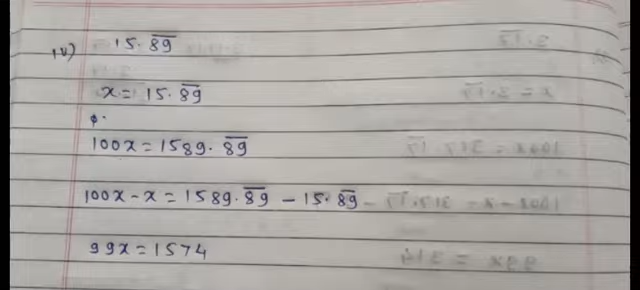 iv) 15.8̅9̅
x = 15.8̅9̅
100x = 1589.8̅9̅
100x - x = 1589.8̅9̅ - 15.8̅9̅
99x = 1574